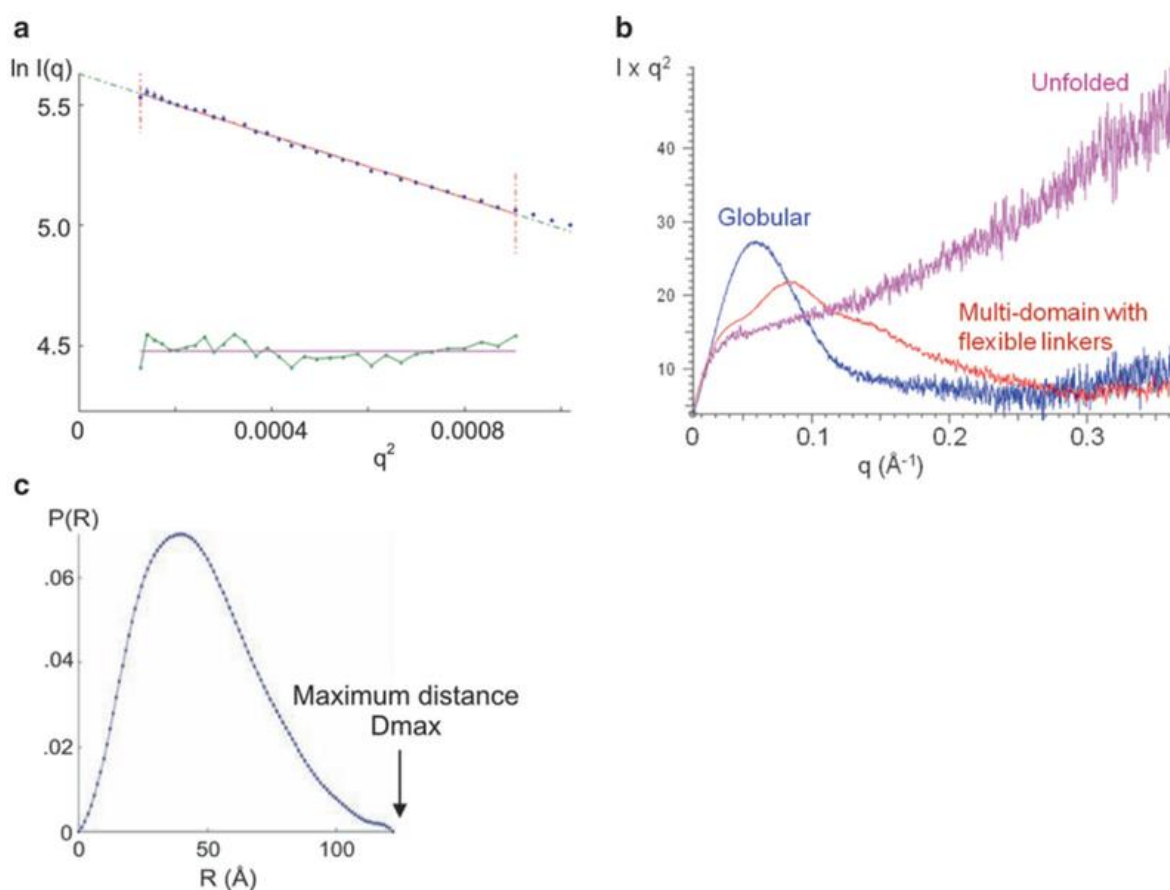 a
ln I(q)
5.5
5.0
4.5
0
0.0004
0.0008
q²
b
I x q²
Unfolded
40
Globular
30
20
Multi-domain with
flexible linkers
10
0
0.1
0.2
0.3
q (Å⁻¹)
c
P(R)
.06
.04
Maximum distance
Dmax
.02
0
0
50
100
R (Å)